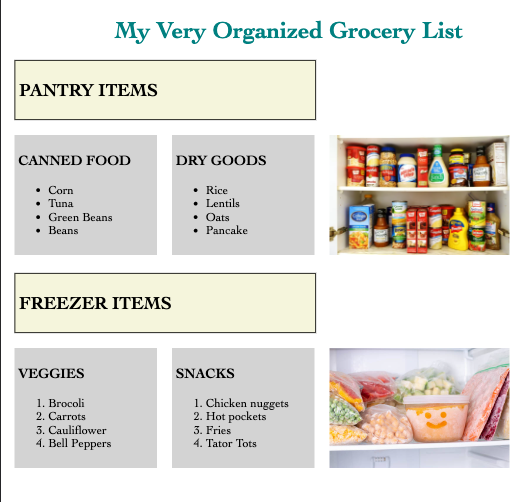 My Very Organized Grocery List
PANTRY ITEMS
CANNED FOOD
• Corn
• Tuna
• Green Beans
• Beans
DRY GOODS
• Rice
• Lentils
• Oats
• Pancake
FREEZER ITEMS
VEGGIES
1. Brocoli
2. Carrots
3. Cauliflower
4. Bell Peppers
SNACKS
1. Chicken nuggets
2. Hot pockets
3. Fries
4. Tator Tots